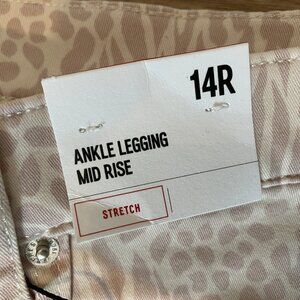 14R
ANKLE LEGGING
MID RISE
STRETCH